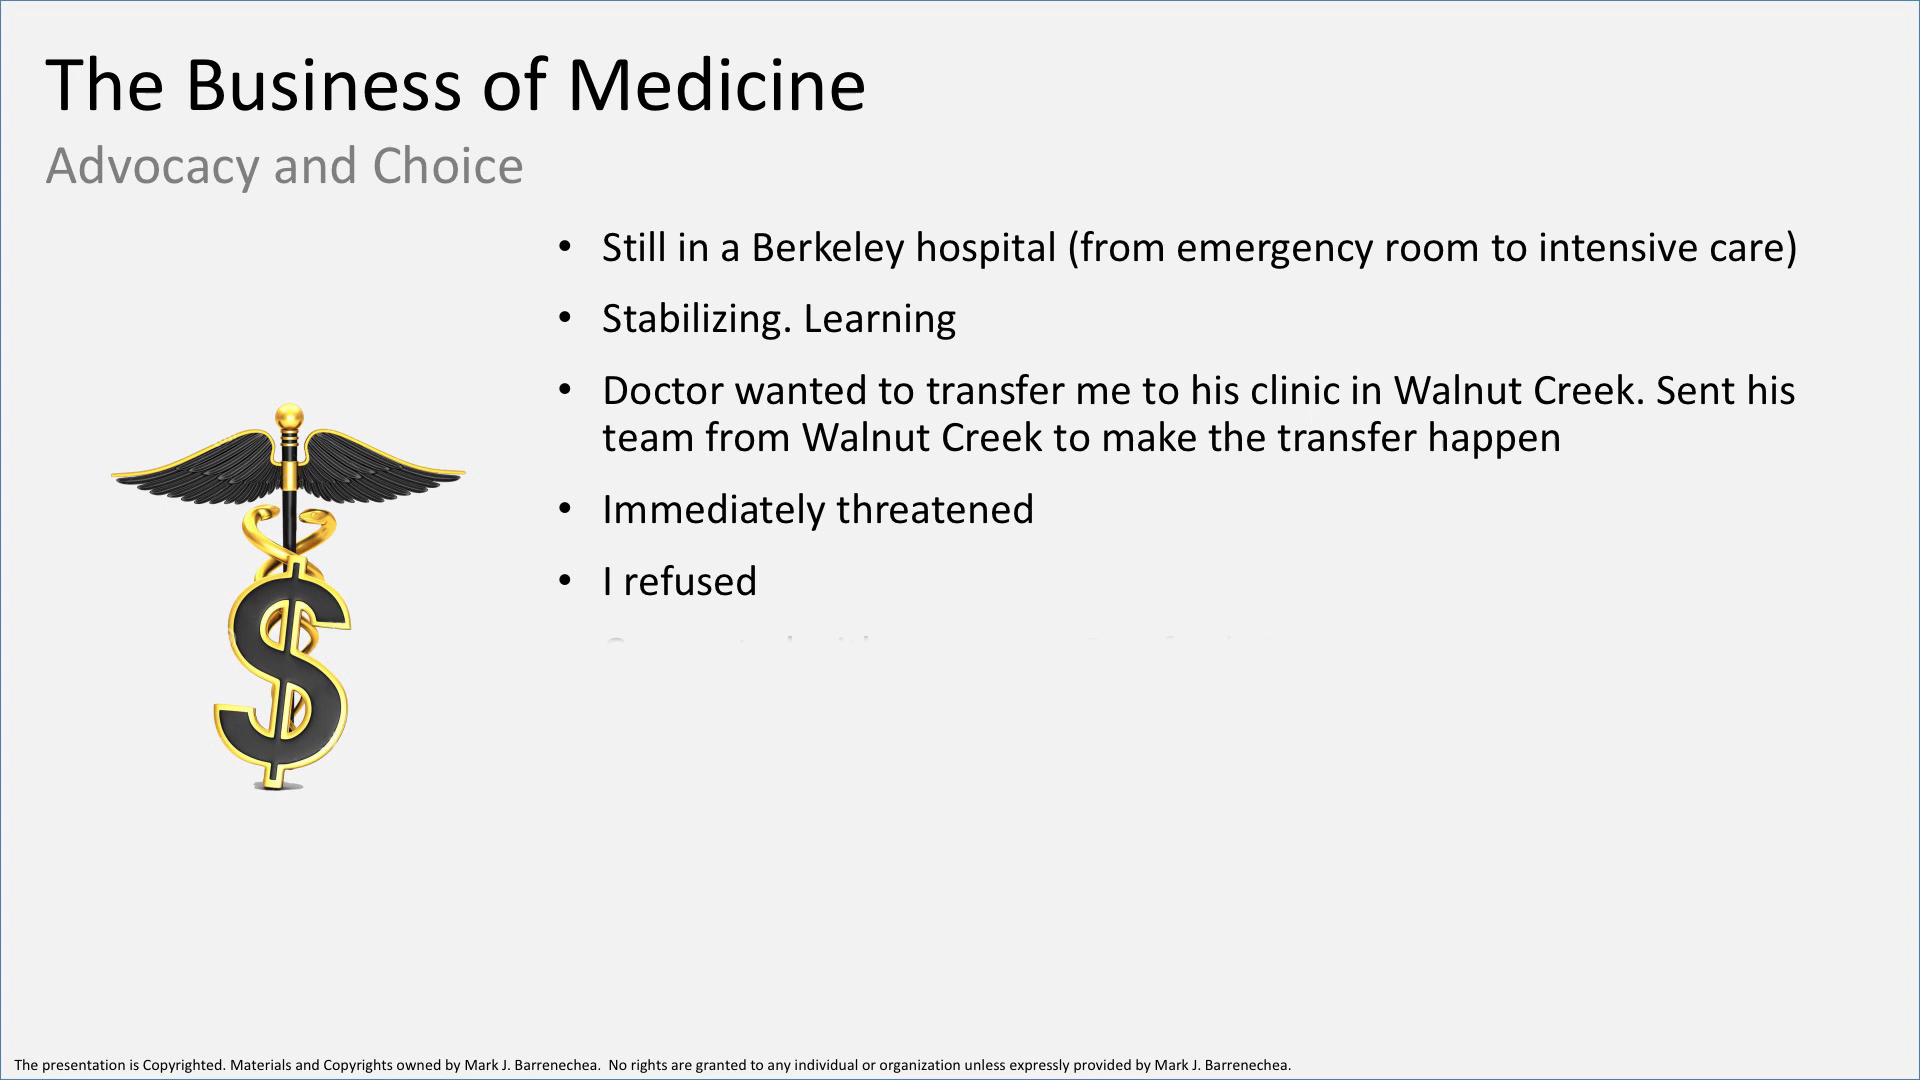 The Business of Medicine
Advocacy and Choice
• Still in a Berkeley hospital (from emergency room to intensive care)
• Stabilizing. Learning
• Doctor wanted to transfer me to his clinic in Walnut Creek. Sent his
team from Walnut Creek to make the transfer happen
• Immediately threatened
• I refused
The presentation is Copyrighted. Materials and Copyrights owned by Mark J. Barrenechea.  No rights are granted to any individual or organization unless expressly provided by Mark J. Barrenechea.